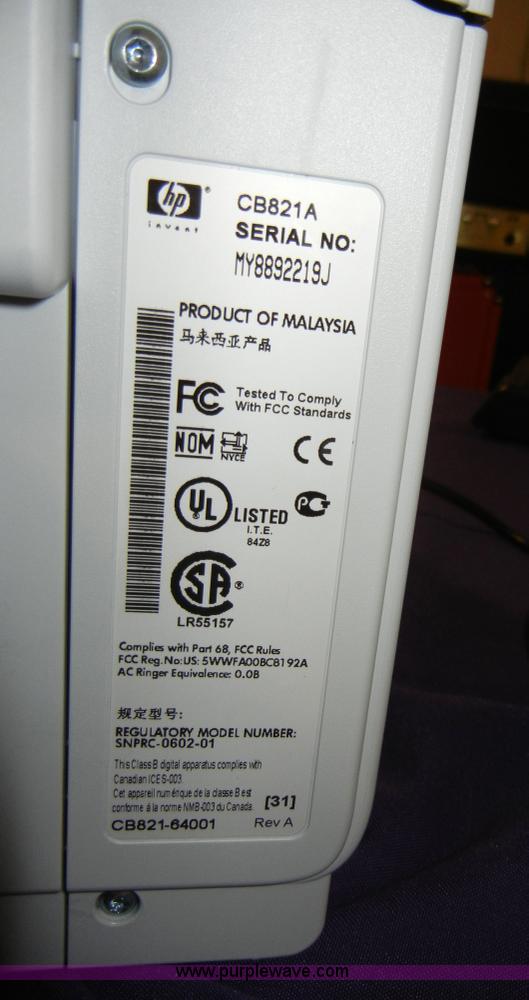 hp
invent
CB821A
SERIAL NO:
MY8892219J
PRODUCT OF MALAYSIA
马来西亚产品
FC Tested To Comply
With FCC Standards
NOM NYCE CE
UL LISTED PG
I.T.E.
84Z8
SA
LR55157
Complies with Part 68, FCC Rules
FCC Reg.No:US: 5WWFA00BC8192A
AC Ringer Equivalence: 0.0B
规定型号:
REGULATORY MODEL NUMBER:
SNPRC-0602-01
This Class B digital apparatus complies with
Canadian ICES-003.
Cet appareil numérique de la classe B est
conforme à la norme NMB-003 du Canada. [31]
CB821-64001 Rev A
www.purplewave.com